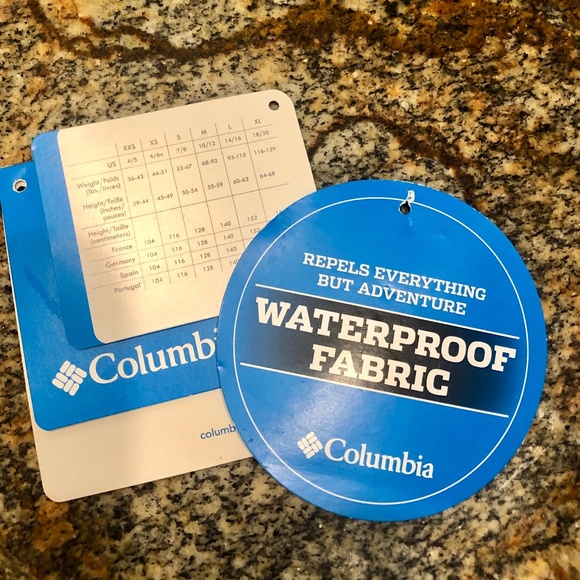 XXS XS S M L XL
US 4/5 6/6x 7/8 10/12 14/16 18/20
Weight/Poids (lbs./livres) 36-43 44-51 52-67 68-92 93-115 116-129
Height/Taille (inches/pouces) 39-44 45-49 50-54 55-59 60-63 64-68
Height/Taille (centimeters)
France 104 116 128 140 152
Germany 104 116 128 140
Spain 104 116 128 140
Portugal 104 116 128
Columbi
columb
REPELS EVERYTHING
BUT ADVENTURE
WATERPROOF
FABRIC
Columbia